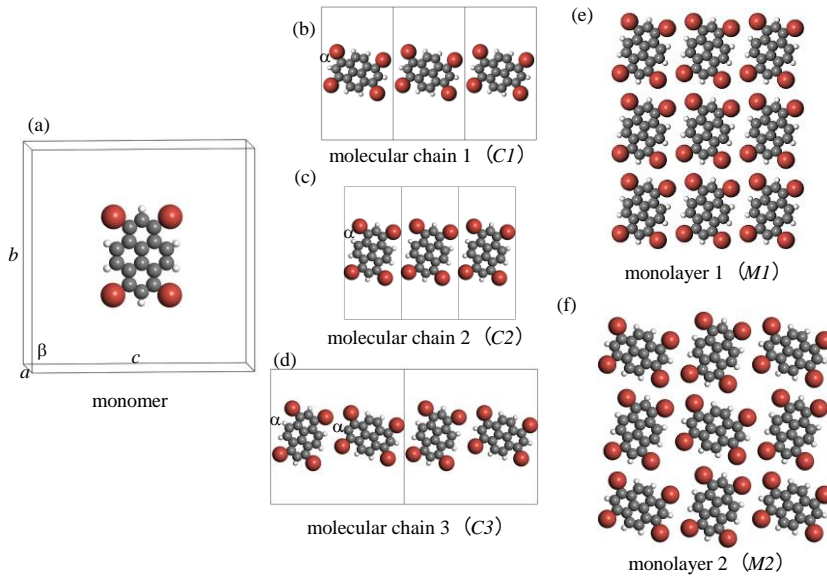 (a)
b
β
a
c
monomer
(b)
α
molecular chain 1 （C1）
(c)
α
molecular chain 2 （C2）
(d)
α
α
molecular chain 3 （C3）
(e)
monolayer 1 （M1）
(f)
monolayer 2 （M2）